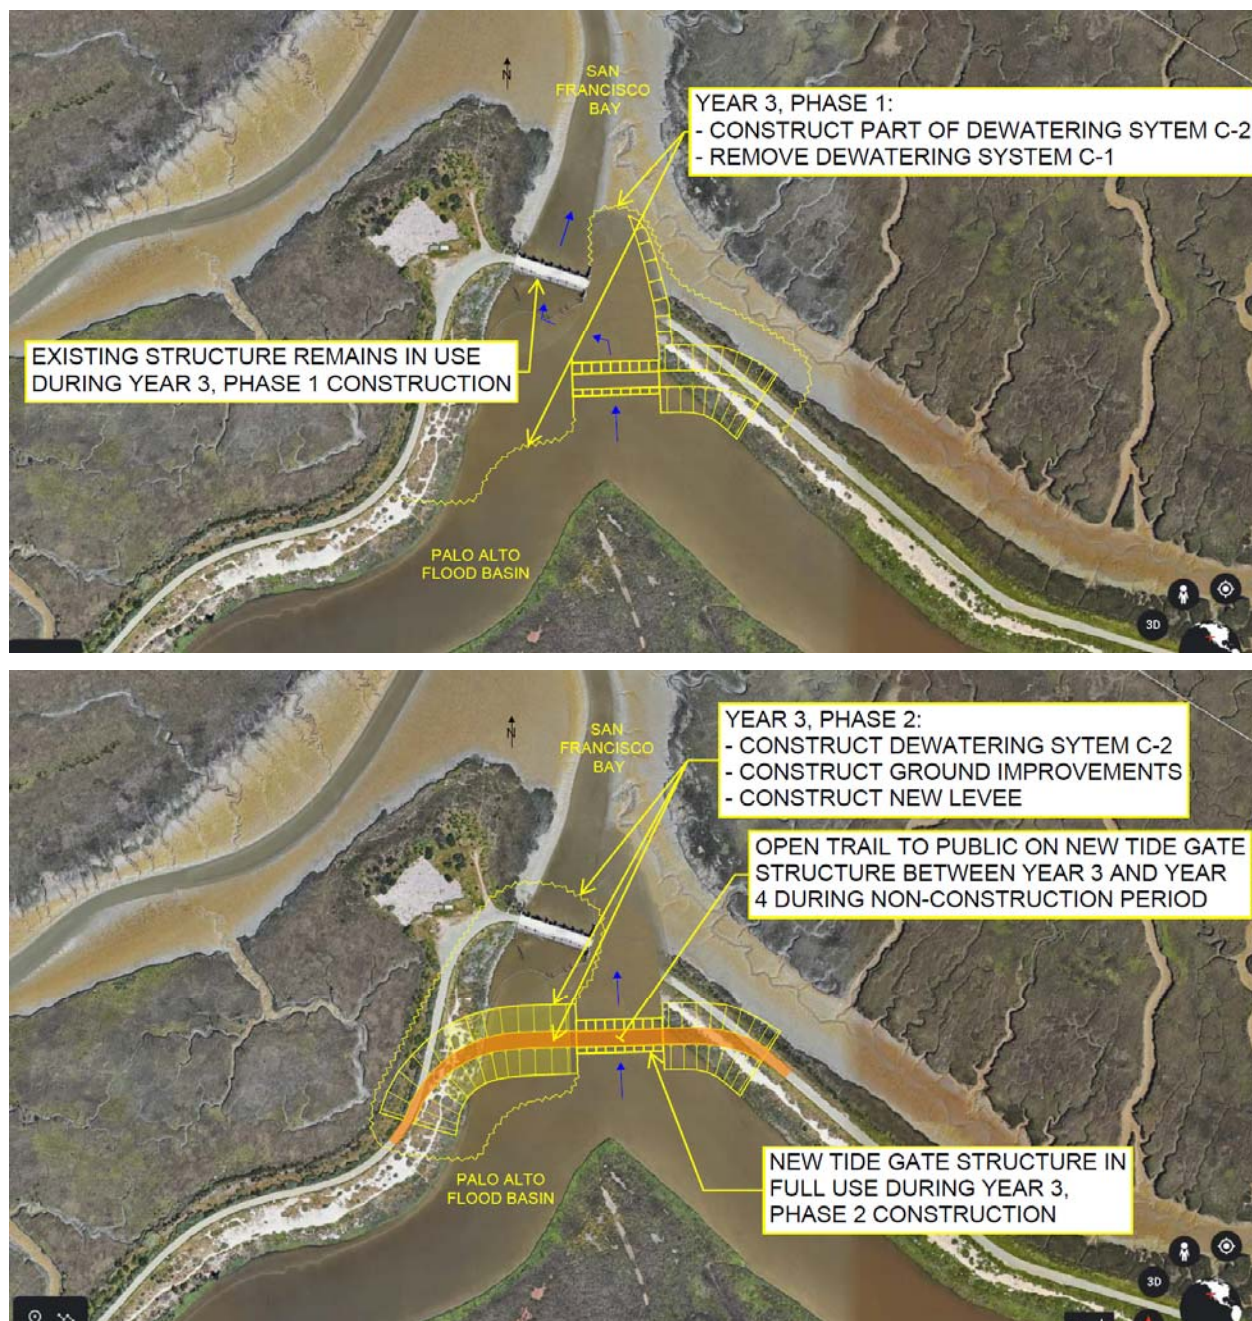 N
SAN
FRANCISCO
BAY
YEAR 3, PHASE 1:
- CONSTRUCT PART OF DEWATERING SYTEM C-2
- REMOVE DEWATERING SYSTEM C-1
EXISTING STRUCTURE REMAINS IN USE
DURING YEAR 3, PHASE 1 CONSTRUCTION
PALO ALTO
FLOOD BASIN
3D
N
SAN
FRANCISCO
BAY
YEAR 3, PHASE 2:
- CONSTRUCT DEWATERING SYTEM C-2
- CONSTRUCT GROUND IMPROVEMENTS
- CONSTRUCT NEW LEVEE
OPEN TRAIL TO PUBLIC ON NEW TIDE GATE
STRUCTURE BETWEEN YEAR 3 AND YEAR
4 DURING NON-CONSTRUCTION PERIOD
PALO ALTO
FLOOD BASIN
NEW TIDE GATE STRUCTURE IN
FULL USE DURING YEAR 3,
PHASE 2 CONSTRUCTION
3D